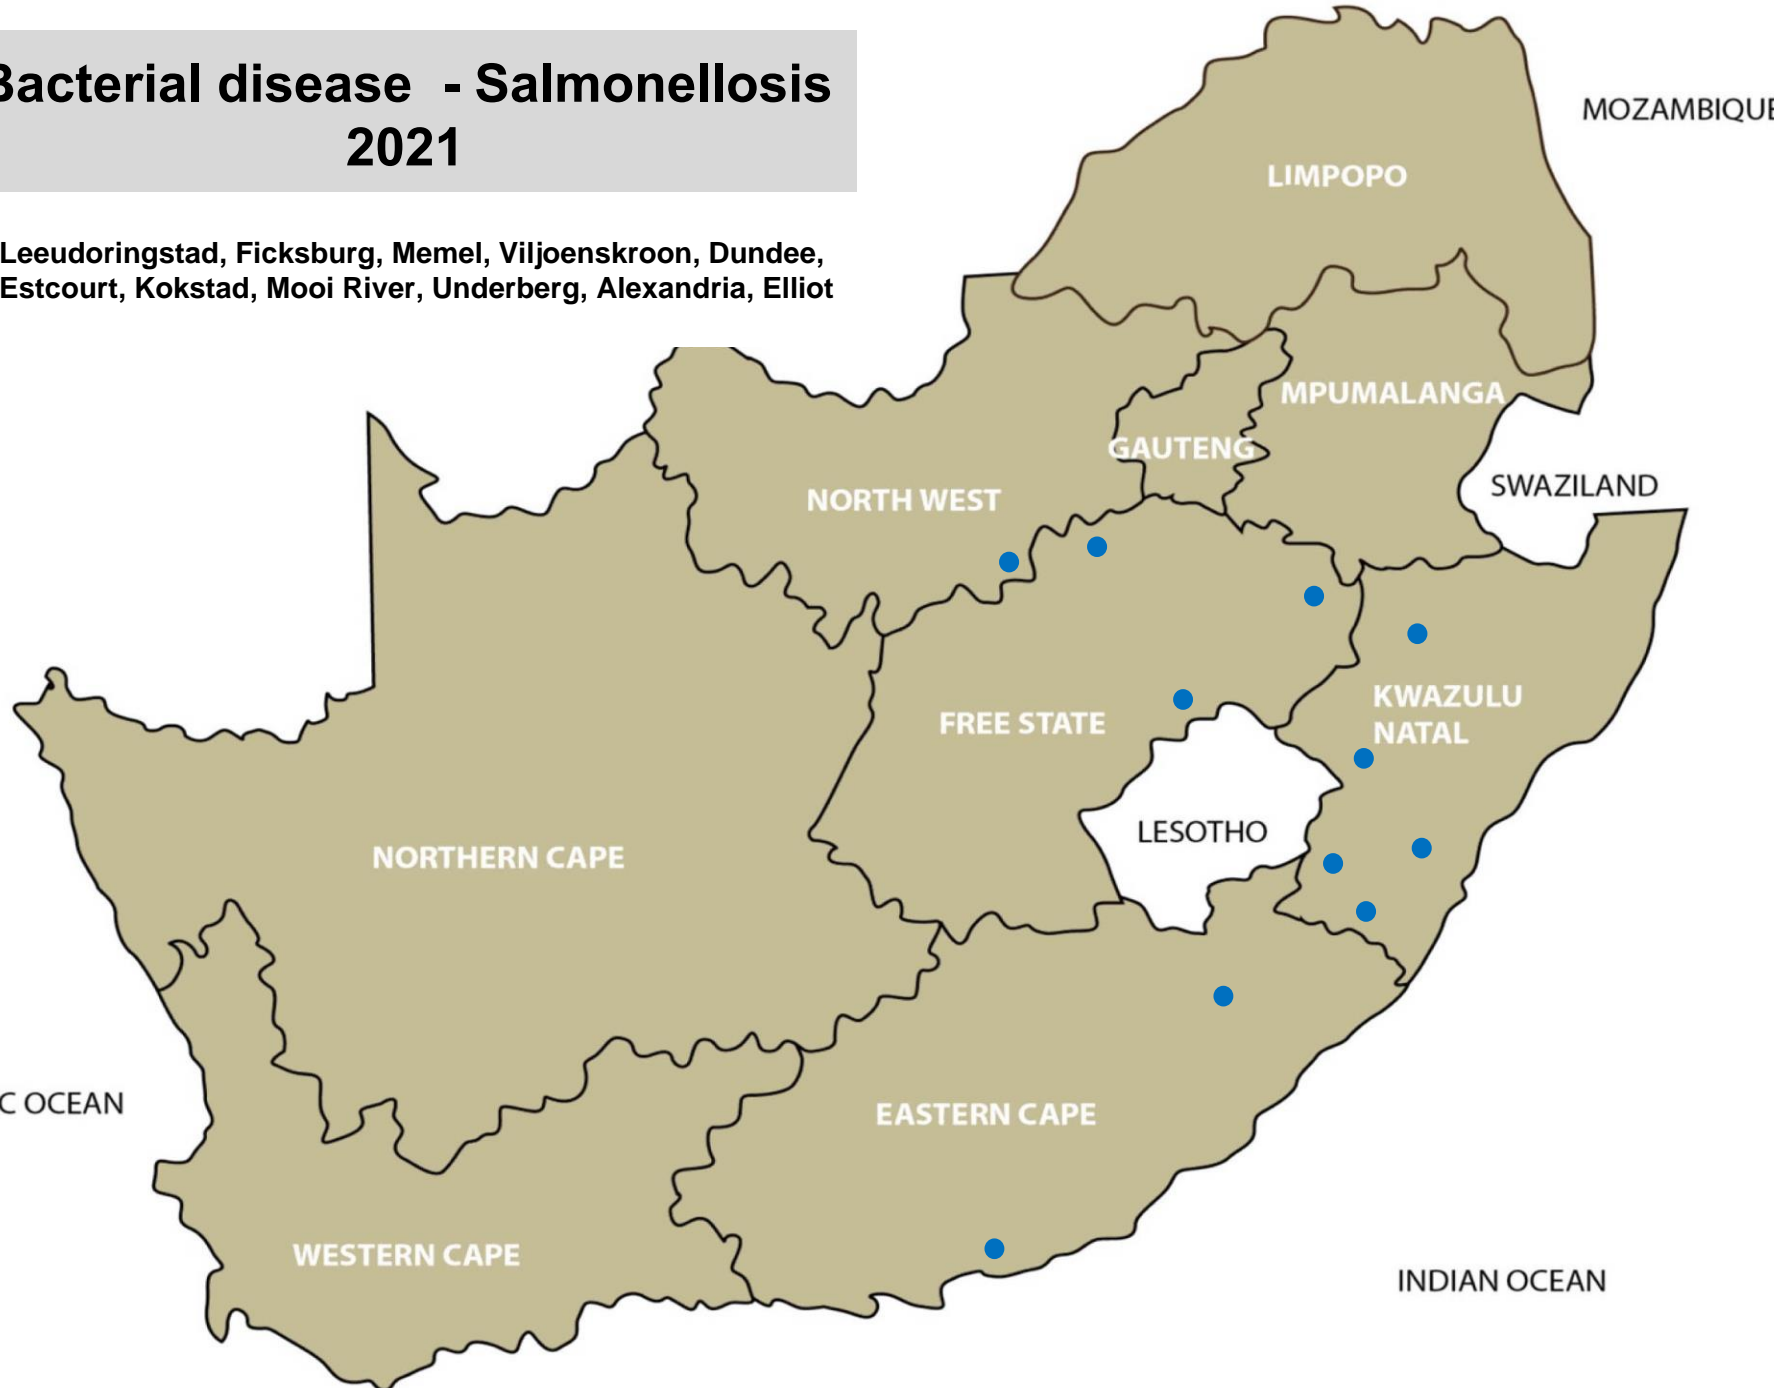 Bacterial disease - Salmonellosis
2021
MOZAMBIQUE
LIMPOPO
Leeudoringstad, Ficksburg, Memel, Viljoenskroon, Dundee,
Estcourt, Kokstad, Mooi River, Underberg, Alexandria, Elliot
MPUMALANGA
GAUTENG
SWAZILAND
NORTH WEST
KWAZULU
NATAL
FREE STATE
LESOTHO
NORTHERN CAPE
C OCEAN
EASTERN CAPE
WESTERN CAPE
INDIAN OCEAN